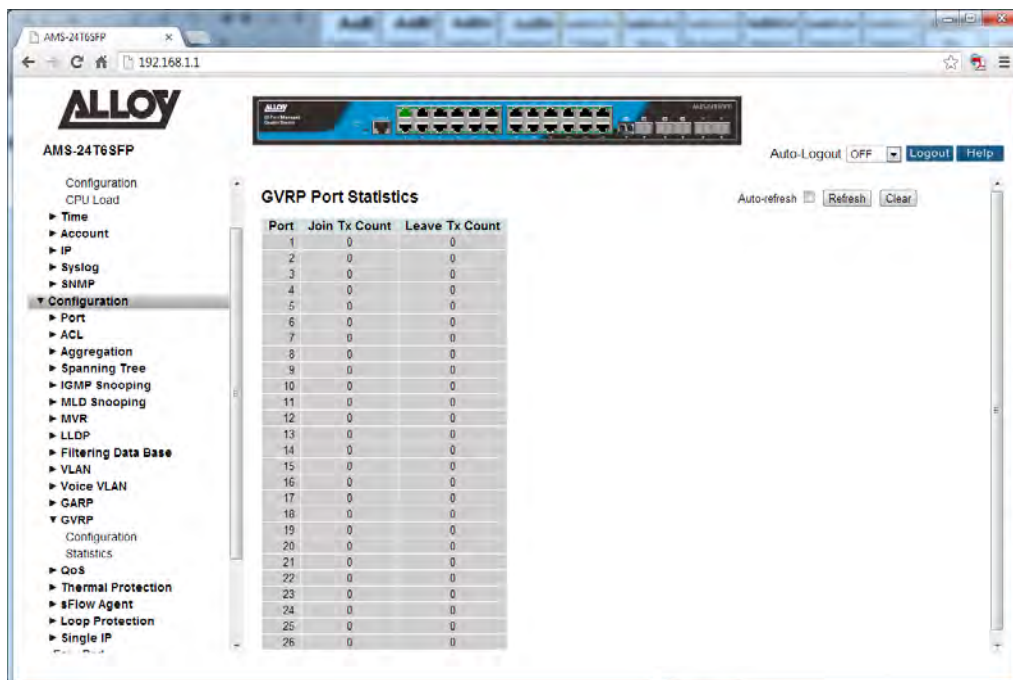 AMS-24T6SFP
192.168.1.1
ALLOY
ALLOY
AMS-24T6SFP
Auto-Logout OFF Logout Help
Configuration
CPU Load
Time
Account
IP
Syslog
SNMP
Configuration
Port
ACL
Aggregation
Spanning Tree
IGMP Snooping
MLD Snooping
MVR
LLDP
Filtering Data Base
VLAN
Voice VLAN
GARP
GVRP
Configuration
Statistics
QoS
Thermal Protection
sFlow Agent
Loop Protection
Single IP
GVRP Port Statistics
Auto-refresh Refresh Clear
Port Join Tx Count Leave Tx Count
1 0 0
2 0 0
3 0 0
4 0 0
5 0 0
6 0 0
7 0 0
8 0 0
9 0 0
10 0 0
11 0 0
12 0 0
13 0 0
14 0 0
15 0 0
16 0 0
17 0 0
18 0 0
19 0 0
20 0 0
21 0 0
22 0 0
23 0 0
24 0 0
25 0 0
26 0 0